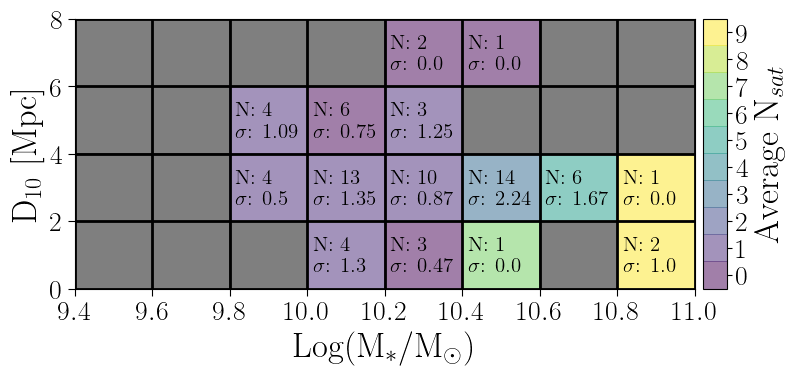 8
6
4
2
0
D₁₀ [Mpc]
N: 2
σ: 0.0
N: 1
σ: 0.0
N: 4
σ: 1.09
N: 6
σ: 0.75
N: 3
σ: 1.25
N: 4
σ: 0.5
N: 13
σ: 1.35
N: 10
σ: 0.87
N: 14
σ: 2.24
N: 6
σ: 1.67
N: 1
σ: 0.0
N: 4
σ: 1.3
N: 3
σ: 0.47
N: 1
σ: 0.0
N: 2
σ: 1.0
9.4 9.6 9.8 10.0 10.2 10.4 10.6 10.8 11.0
Log(M*/M⊙)
9
8
7
6
5
4
3
2
1
0
Average N_sat